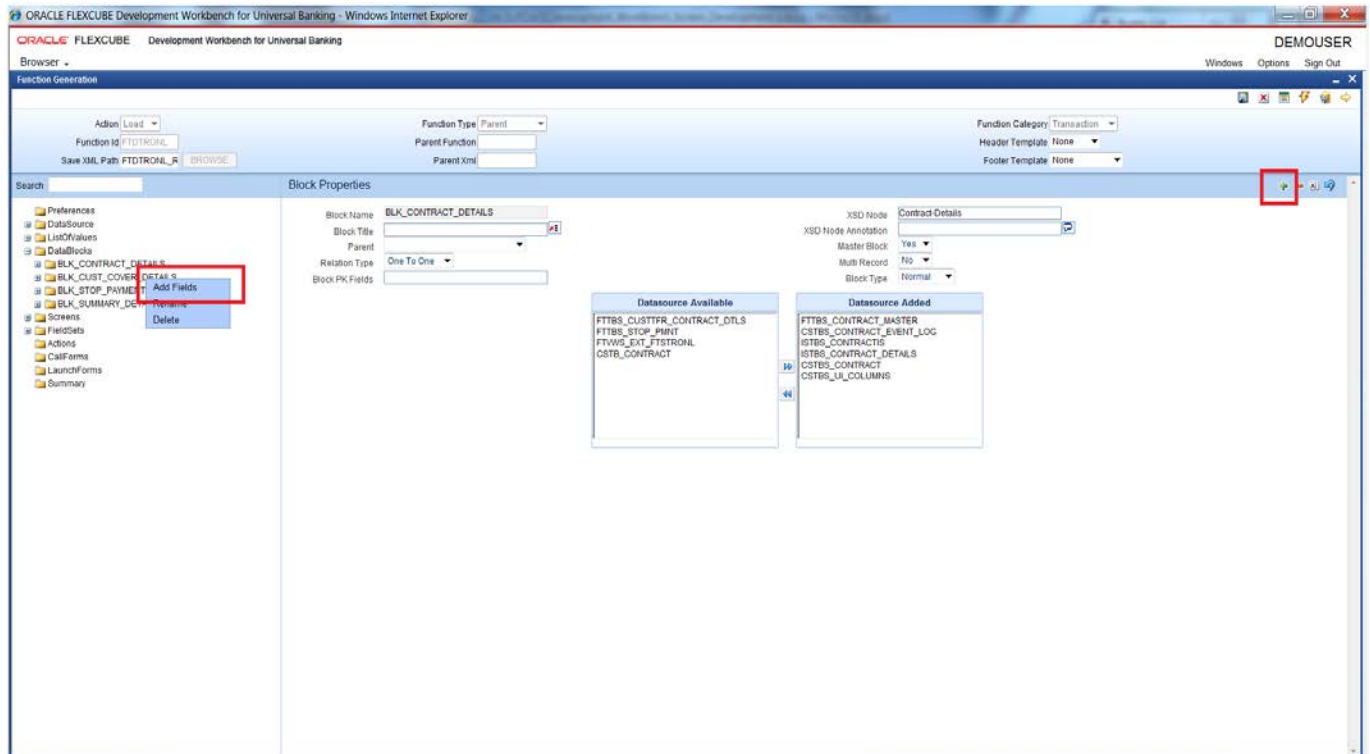 ORACLE FLEXCUBE Development Workbench for Universal Banking - Windows Internet Explorer
ORACLE FLEXCUBE Development Workbench for Universal Banking DEMOUSER
Browser Windows Options Sign Out
Function Generation
Action Load Function Type Parent Function Category Transaction
Function Id FTDTRONL Parent Function Header Template None
Save XML Path FTDTRONL_R BROWSE Parent Xml Footer Template None
Search Block Properties
Preferences
DataSource
ListOfValues
DataBlocks
BLK_CONTRACT_DETAILS
BLK_CUST_COVER_DETAILS
BLK_STOP_PAYMENT
BLK_SUMMARY_DE
Screens
FieldSets
Actions
CallForms
LaunchForms
Summary
Add Fields
Rename
Delete
Block Name BLK_CONTRACT_DETAILS XSD Node Contract-Details
Block Title XSD Node Annotation
Parent Master Block Yes
Relation Type One To One Multi Record No
Block PK Fields Block Type Normal
Datasource Available Datasource Added
FTTBS_CUSTTFR_CONTRACT_DTLS FTTBS_CONTRACT_MASTER
FTTBS_STOP_PMNT CSTBS_CONTRACT_EVENT_LOG
FTVWS_EXT_FTSTRONL ISTBS_CONTRACTIS
CSTB_CONTRACT ISTBS_CONTRACT_DETAILS
CSTBS_CONTRACT
CSTBS_UI_COLUMNS